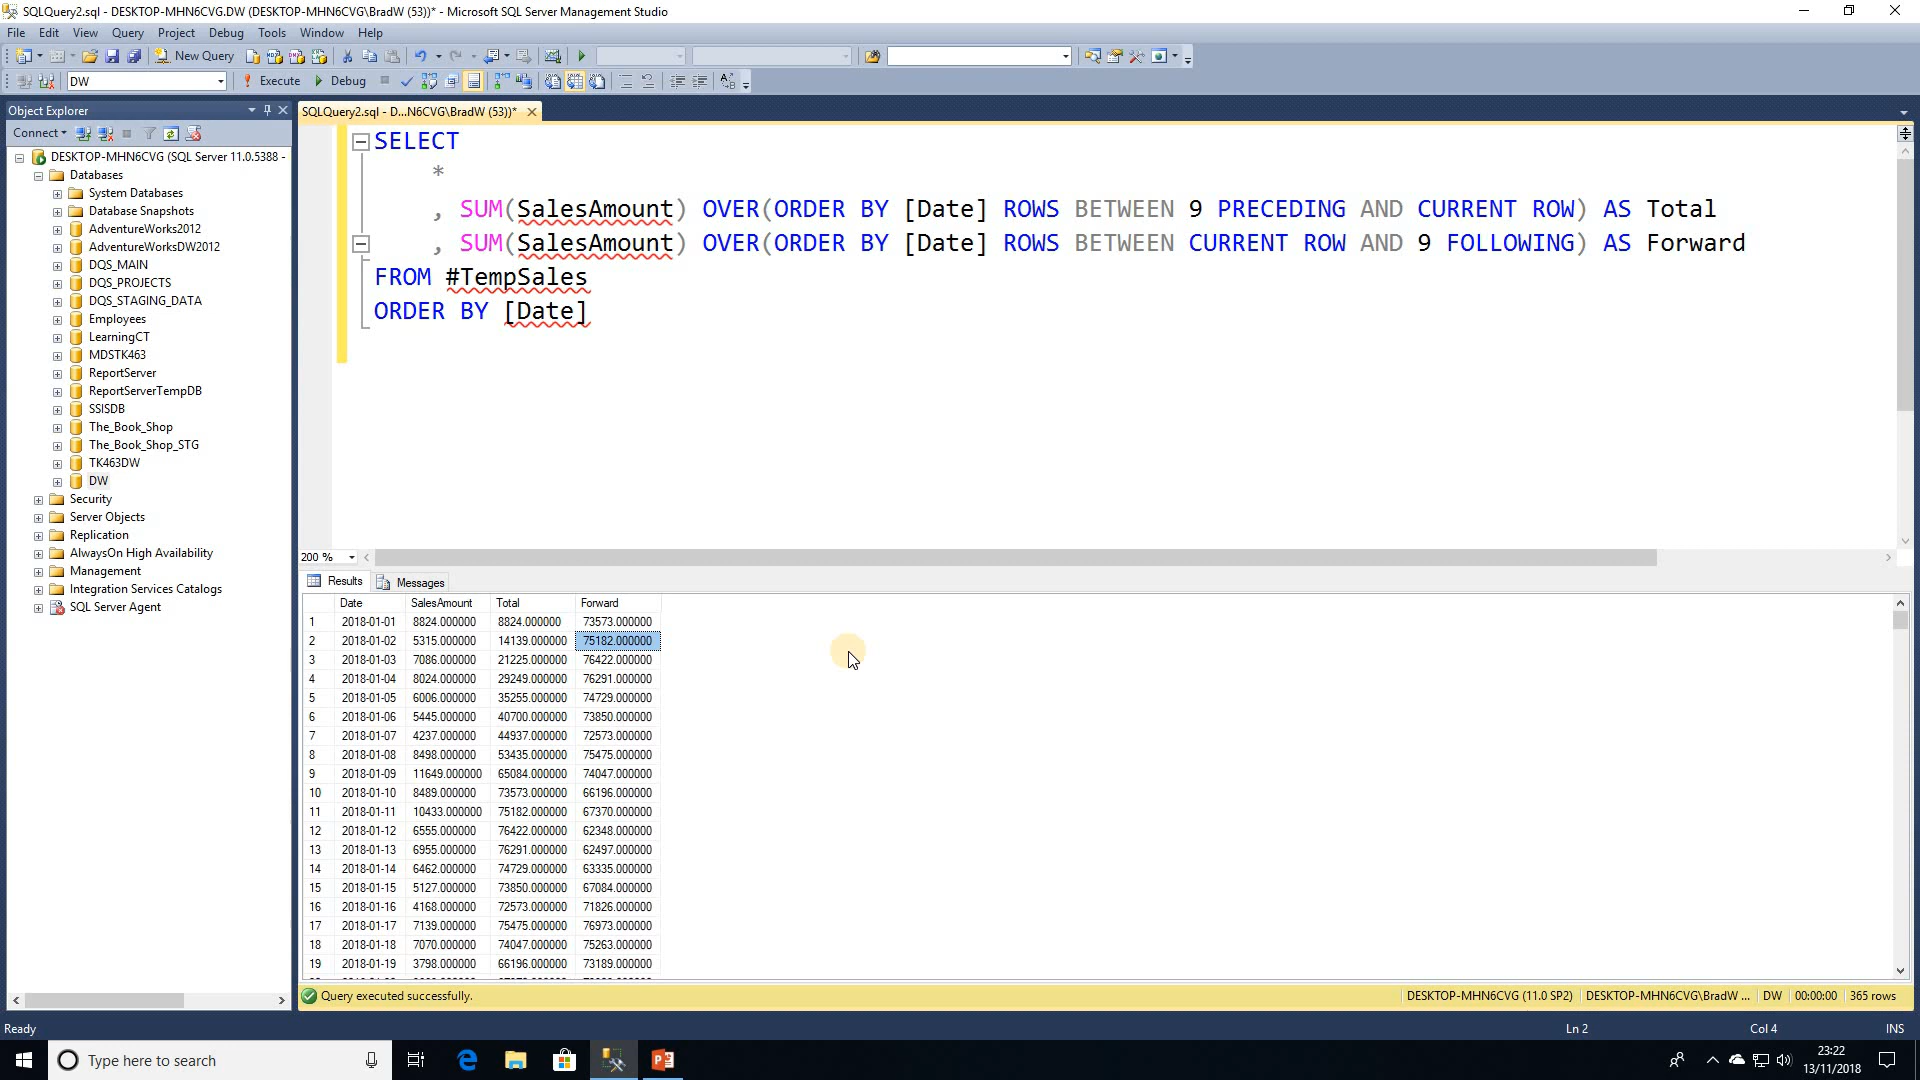 SQLQuery2.sql - DESKTOP-MHN6CVG.DW (DESKTOP-MHN6CVG\BradW (53))* - Microsoft SQL Server Management Studio
File Edit View Query Project Debug Tools Window Help
New Query
DW Execute Debug
Object Explorer
Connect
DESKTOP-MHN6CVG (SQL Server 11.0.5388 -
Databases
System Databases
Database Snapshots
AdventureWorks2012
AdventureWorksDW2012
DQS_MAIN
DQS_PROJECTS
DQS_STAGING_DATA
Employees
LearningCT
MDSTK463
ReportServer
ReportServerTempDB
SSISDB
The_Book_Shop
The_Book_Shop_STG
TK463DW
DW
Security
Server Objects
Replication
AlwaysOn High Availability
Management
Integration Services Catalogs
SQL Server Agent
SQLQuery2.sql - D...N6CVG\BradW (53))*
SELECT
*
, SUM(SalesAmount) OVER(ORDER BY [Date] ROWS BETWEEN 9 PRECEDING AND CURRENT ROW) AS Total
, SUM(SalesAmount) OVER(ORDER BY [Date] ROWS BETWEEN CURRENT ROW AND 9 FOLLOWING) AS Forward
FROM #TempSales
ORDER BY [Date]
200 %
Results Messages
Date SalesAmount Total Forward
1 2018-01-01 8824.000000 8824.000000 73573.000000
2 2018-01-02 5315.000000 14139.000000 75182.000000
3 2018-01-03 7086.000000 21225.000000 76422.000000
4 2018-01-04 8024.000000 29249.000000 76291.000000
5 2018-01-05 6006.000000 35255.000000 74729.000000
6 2018-01-06 5445.000000 40700.000000 73850.000000
7 2018-01-07 4237.000000 44937.000000 72573.000000
8 2018-01-08 8498.000000 53435.000000 75475.000000
9 2018-01-09 11649.000000 65084.000000 74047.000000
10 2018-01-10 8489.000000 73573.000000 66196.000000
11 2018-01-11 10433.000000 75182.000000 67370.000000
12 2018-01-12 6555.000000 76422.000000 62348.000000
13 2018-01-13 6955.000000 76291.000000 62497.000000
14 2018-01-14 6462.000000 74729.000000 63335.000000
15 2018-01-15 5127.000000 73850.000000 67084.000000
16 2018-01-16 4168.000000 72573.000000 71826.000000
17 2018-01-17 7139.000000 75475.000000 76973.000000
18 2018-01-18 7070.000000 74047.000000 75263.000000
19 2018-01-19 3798.000000 66196.000000 73189.000000
Query executed successfully. DESKTOP-MHN6CVG (11.0 SP2) DESKTOP-MHN6CVG\BradW ... DW 00:00:00 365 rows
Ready Ln 2 Col 4 INS
Type here to search
23:22
13/11/2018